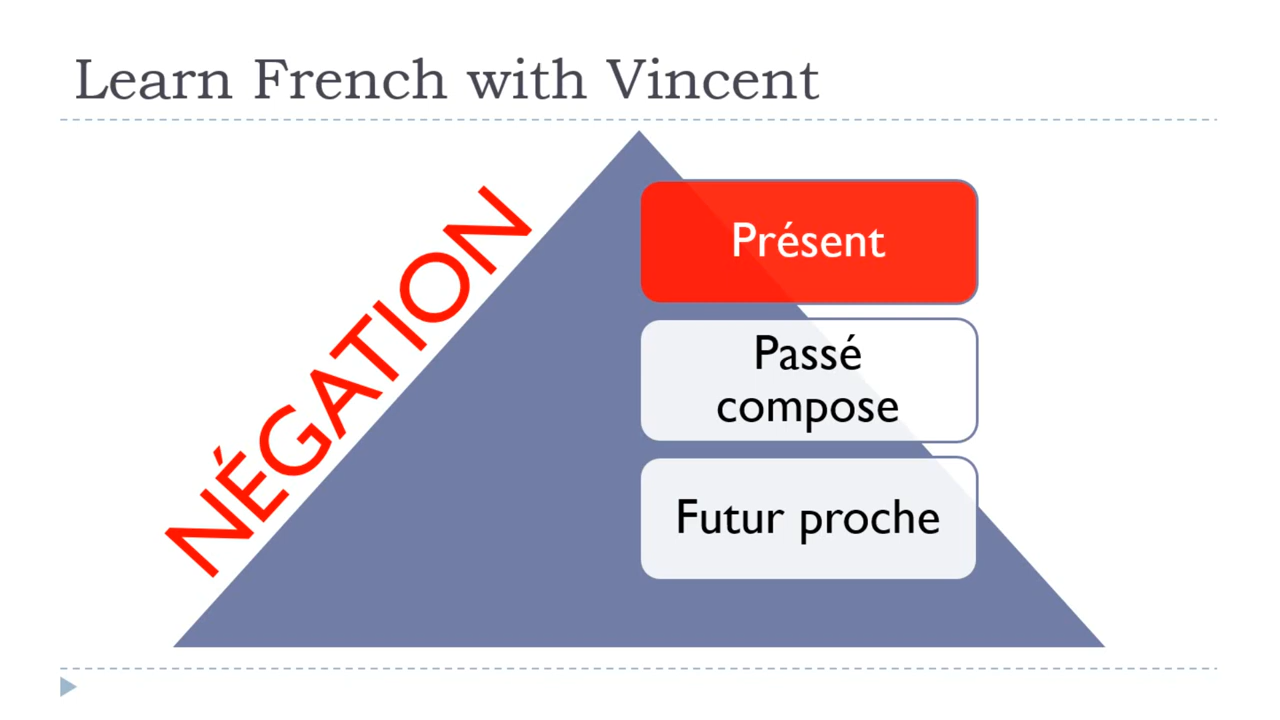 Learn French with Vincent
NÉGATION
Présent
Passé
compose
Futur proche